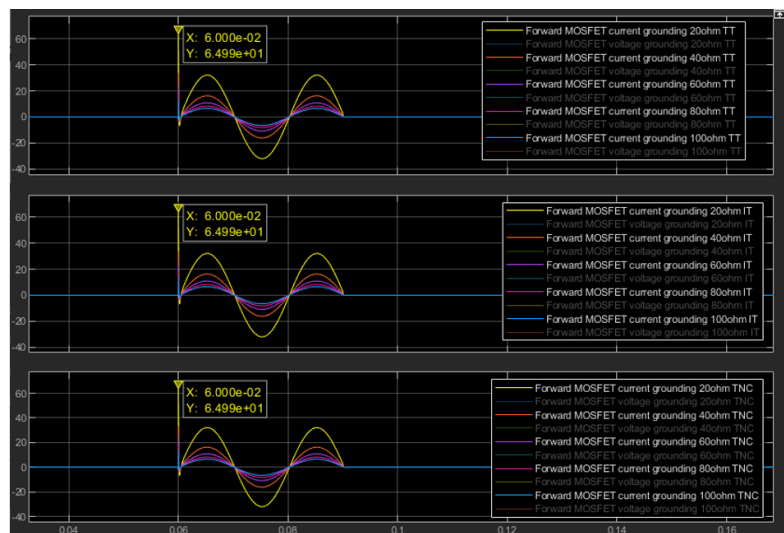 60
40
20
0
-20
-40
X: 6.000e-02
Y: 6.499e+01
Forward MOSFET current grounding 20ohm TT
Forward MOSFET voltage grounding 20ohm TT
Forward MOSFET current grounding 40ohm TT
Forward MOSFET voltage grounding 40ohm TT
Forward MOSFET current grounding 60ohm TT
Forward MOSFET voltage grounding 60ohm TT
Forward MOSFET current grounding 80ohm TT
Forward MOSFET voltage grounding 80ohm TT
Forward MOSFET current grounding 100ohm TT
Forward MOSFET voltage grounding 100ohm TT
60
40
20
0
-20
-40
X: 6.000e-02
Y: 6.499e+01
Forward MOSFET current grounding 20ohm IT
Forward MOSFET voltage grounding 20ohm IT
Forward MOSFET current grounding 40ohm IT
Forward MOSFET voltage grounding 40ohm IT
Forward MOSFET current grounding 60ohm IT
Forward MOSFET voltage grounding 60ohm IT
Forward MOSFET current grounding 80ohm IT
Forward MOSFET voltage grounding 80ohm IT
Forward MOSFET current grounding 100ohm IT
Forward MOSFET voltage grounding 100ohm IT
60
40
20
0
-20
-40
X: 6.000e-02
Y: 6.499e+01
Forward MOSFET current grounding 20ohm TNC
Forward MOSFET voltage grounding 20ohm TNC
Forward MOSFET current grounding 40ohm TNC
Forward MOSFET voltage grounding 40ohm TNC
Forward MOSFET current grounding 60ohm TNC
Forward MOSFET voltage grounding 60ohm TNC
Forward MOSFET current grounding 80ohm TNC
Forward MOSFET voltage grounding 80ohm TNC
Forward MOSFET current grounding 100ohm TNC
Forward MOSFET voltage grounding 100ohm TNC
0.04 0.06 0.08 0.1 0.12 0.14 0.16